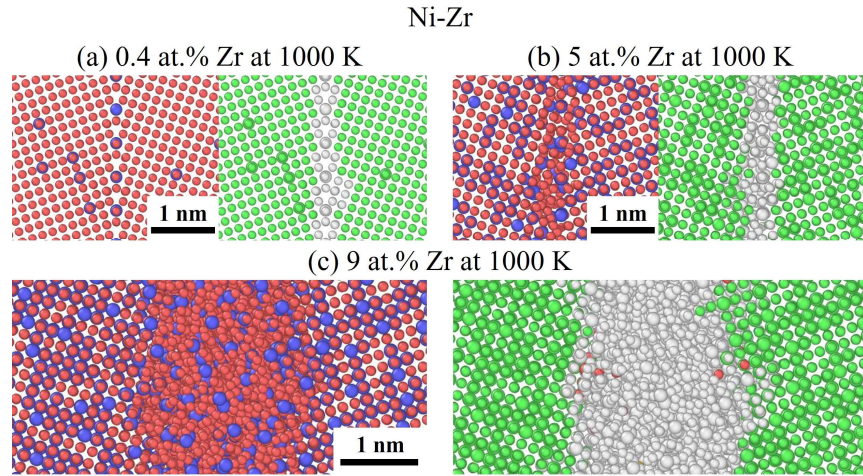 Ni-Zr
(a) 0.4 at.% Zr at 1000 K
(b) 5 at.% Zr at 1000 K
1 nm
1 nm
(c) 9 at.% Zr at 1000 K
1 nm